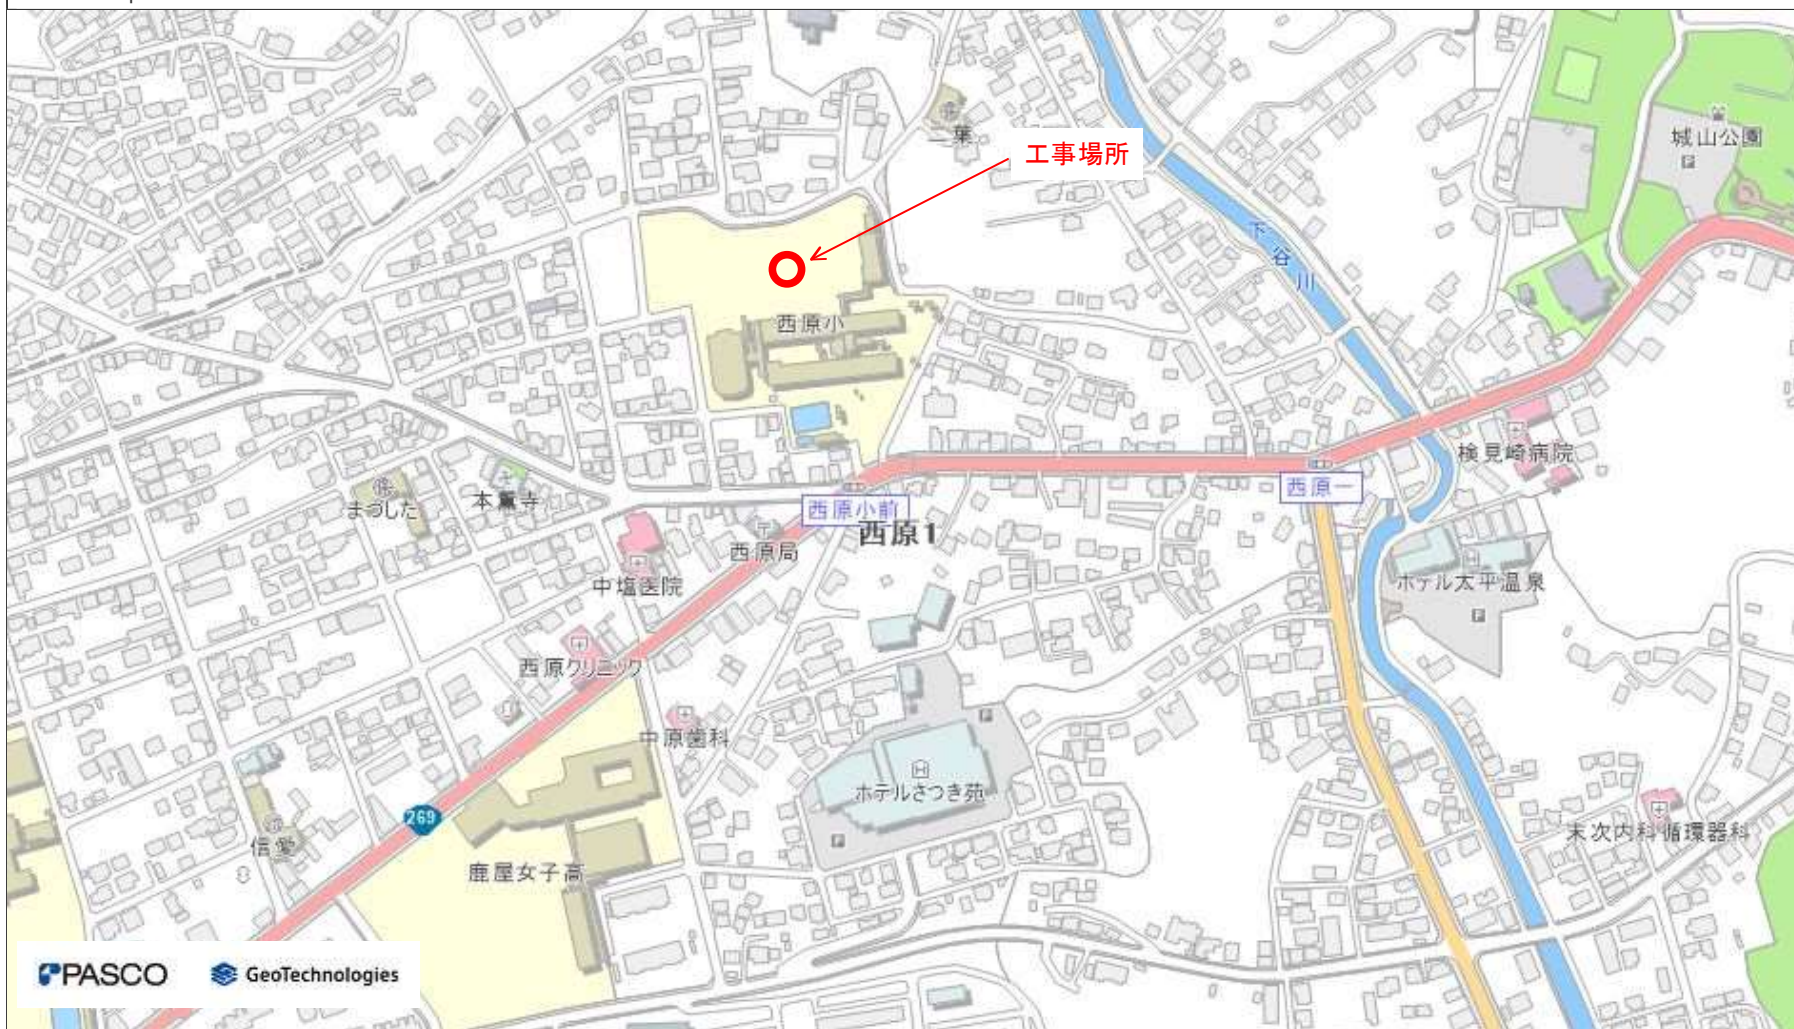 二葉
工事場所
城山公園
P
下谷川
西原小
検見崎病院
西原一
まつした
本薫寺
西原小前
西原1
西原局
中塩医院
ホテル太平温泉
P
西原クリニック
中原歯科
P
H
ホテルさつき苑
P
269
信愛
鹿屋女子高
末次内科循環器科
PASCO
GeoTechnologies